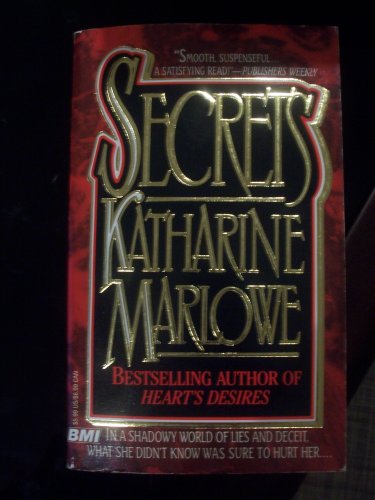 "SMOOTH, SUSPENSEFUL...
A SATISFYING READ!"—PUBLISHERS WEEKLY
SECRETS
KATHARINE
MARLOWE
BESTSELLING AUTHOR OF
HEART'S DESIRES
BMI IN A SHADOWY WORLD OF LIES AND DECEIT,
WHAT SHE DIDN'T KNOW WAS SURE TO HURT HER....